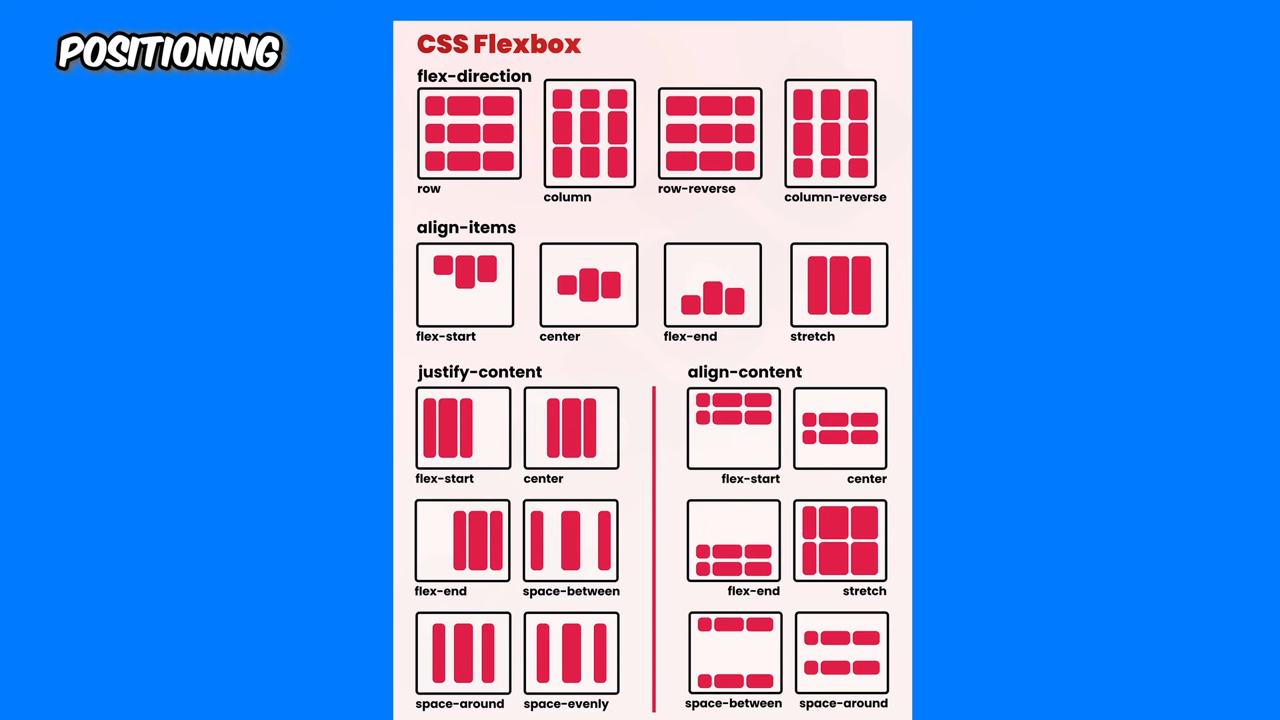 POSITIONING
CSS Flexbox
flex-direction
row
column
row-reverse
column-reverse
align-items
flex-start
center
flex-end
stretch
justify-content
flex-start
center
flex-end
space-between
space-around
space-evenly
align-content
flex-start
center
flex-end
stretch
space-between
space-around